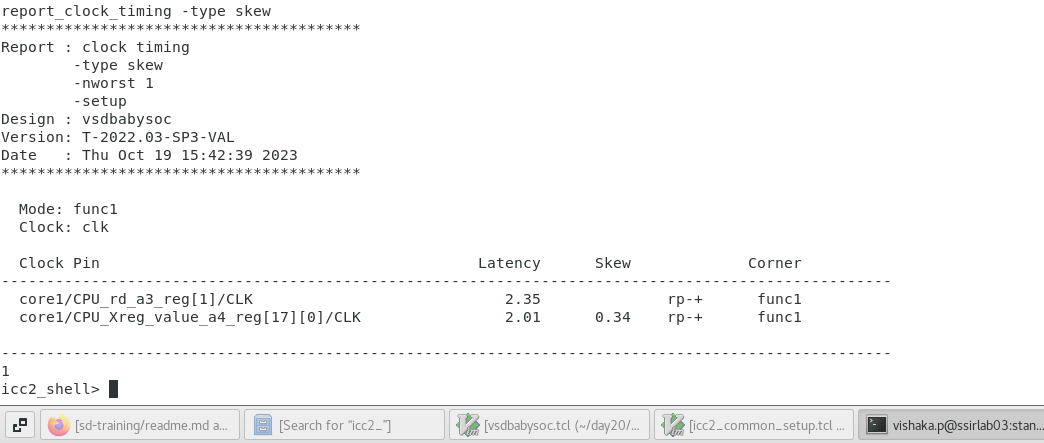 report_clock_timing -type skew
****************************************
Report : clock timing
        -type skew
        -nworst 1
        -setup
Design : vsdbabysoc
Version: T-2022.03-SP3-VAL
Date   : Thu Oct 19 15:42:39 2023
****************************************

  Mode: func1
  Clock: clk

  Clock Pin                                          Latency      Skew             Corner
---------------------------------------------------------------------------------------------------
  core1/CPU_rd_a3_reg[1]/CLK                            2.35              rp-+      func1
  core1/CPU_Xreg_value_a4_reg[17][0]/CLK                2.01      0.34    rp-+      func1

---------------------------------------------------------------------------------------------------
1
icc2_shell>
[sd-training/readme.md a... [Search for "icc2_"] [vsdbabysoc.tcl (~/day20/... [icc2_common_setup.tcl ... vishaka.p@ssirlab03:stan...